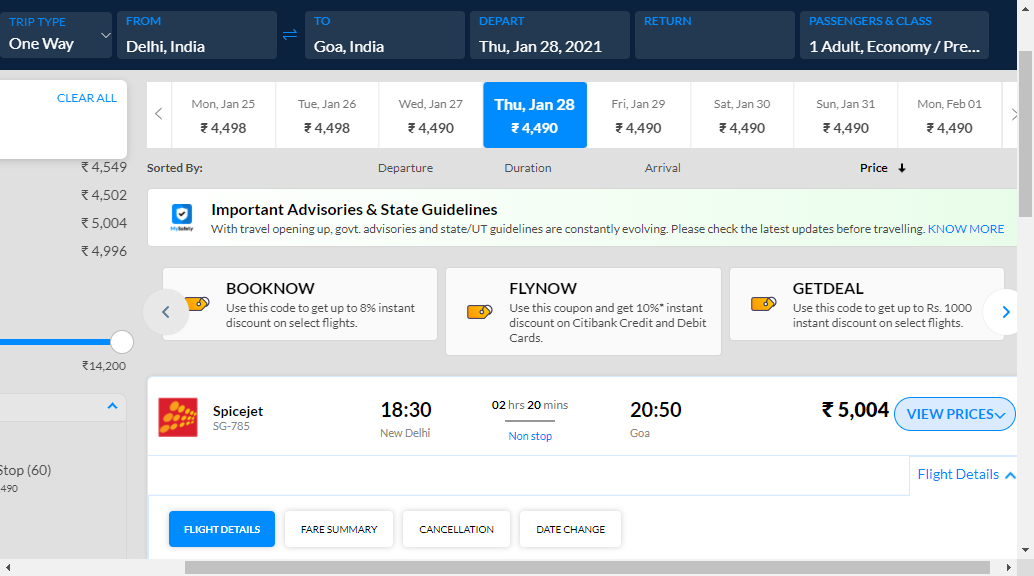 TRIP TYPE
One Way
FROM
Delhi, India
TO
Goa, India
DEPART
Thu, Jan 28, 2021
RETURN
PASSENGERS & CLASS
1 Adult, Economy / Pre...
CLEAR ALL
₹ 4,549
₹ 4,502
₹ 5,004
₹ 4,996
₹14,200
Stop (60)
490
Mon, Jan 25
₹ 4,498
Tue, Jan 26
₹ 4,498
Wed, Jan 27
₹ 4,490
Thu, Jan 28
₹ 4,490
Fri, Jan 29
₹ 4,490
Sat, Jan 30
₹ 4,490
Sun, Jan 31
₹ 4,490
Mon, Feb 01
₹ 4,490
Sorted By: Departure Duration Arrival Price
MySafety
Important Advisories & State Guidelines
With travel opening up, govt. advisories and state/UT guidelines are constantly evolving. Please check the latest updates before travelling. KNOW MORE
BOOKNOW
Use this code to get up to 8% instant
discount on select flights.
FLYNOW
Use this coupon and get 10%* instant
discount on Citibank Credit and Debit
Cards.
GETDEAL
Use this code to get up to Rs. 1000
instant discount on select flights.
Spicejet
SG-785
18:30
New Delhi
02 hrs 20 mins
Non stop
20:50
Goa
₹ 5,004
VIEW PRICES
Flight Details
FLIGHT DETAILS
FARE SUMMARY
CANCELLATION
DATE CHANGE